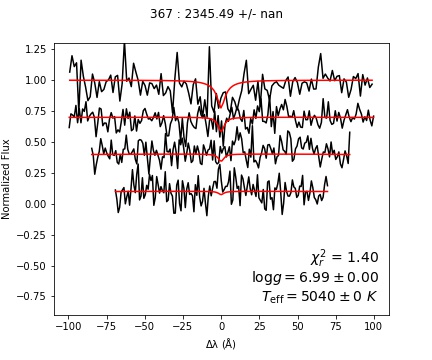 367 : 2345.49 +/- nan
1.25
1.00
0.75
0.50
0.25
0.00
−0.25
−0.50
−0.75
Normalized Flux
χ²ᵣ = 1.40
logg = 6.99 ± 0.00
T_eff = 5040 ± 0 K
−100 −75 −50 −25 0 25 50 75 100
Δλ (Å)